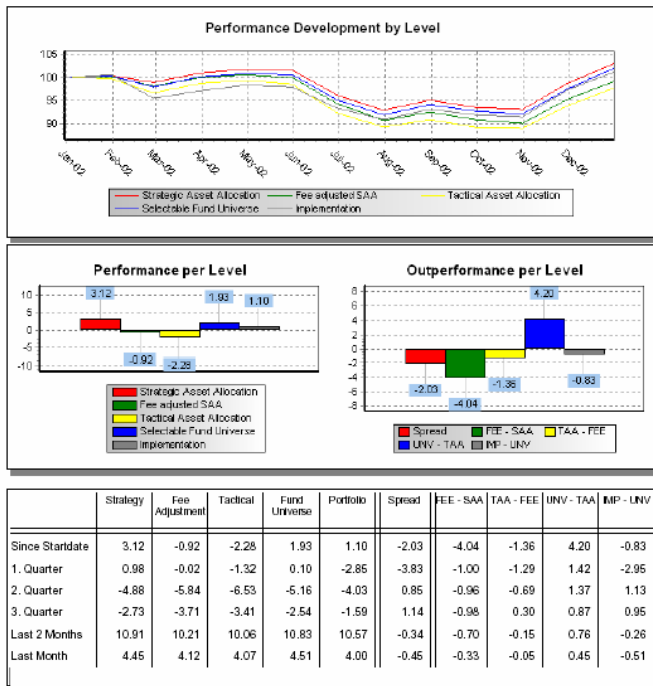 Performance Development by Level
105
100
95
90
Jan-02 Feb-02 Mar-02 Apr-02 May-02 Jun-02 Jul-02 Aug-02 Sep-02 Oct-02 Nov-02 Dec-02
Strategic Asset Allocation Fee adjusted SAA Tactical Asset Allocation
Selectable Fund Universe Implementation
Performance per Level
10
5
0
-5
-10
3.12 -0.92 -2.28 1.93 1.10
Strategic Asset Allocation
Fee adjusted SAA
Tactical Asset Allocation
Selectable Fund Universe
Implementation
Outperformance per Level
8
6
4
2
0
-2
-4
-6
-8
-2.03 -4.04 -1.36 4.20 -0.83
Spread FEE - SAA TAA - FEE
UNV - TAA IMP - UNV
Strategy Fee Adjustment Tactical Fund Universe Portfolio Spread FEE - SAA TAA - FEE UNV - TAA IMP - UNV
Since Startdate 3.12 -0.92 -2.28 1.93 1.10 -2.03 -4.04 -1.36 4.20 -0.83
1. Quarter 0.98 -0.02 -1.32 0.10 -2.85 -3.83 -1.00 -1.29 1.42 -2.95
2. Quarter -4.88 -5.84 -6.53 -5.16 -4.03 0.85 -0.96 -0.69 1.37 1.13
3. Quarter -2.73 -3.71 -3.41 -2.54 -1.59 1.14 -0.98 0.30 0.87 0.95
Last 2 Months 10.91 10.21 10.06 10.83 10.57 -0.34 -0.70 -0.15 0.76 -0.26
Last Month 4.45 4.12 4.07 4.51 4.00 -0.45 -0.33 -0.05 0.45 -0.51